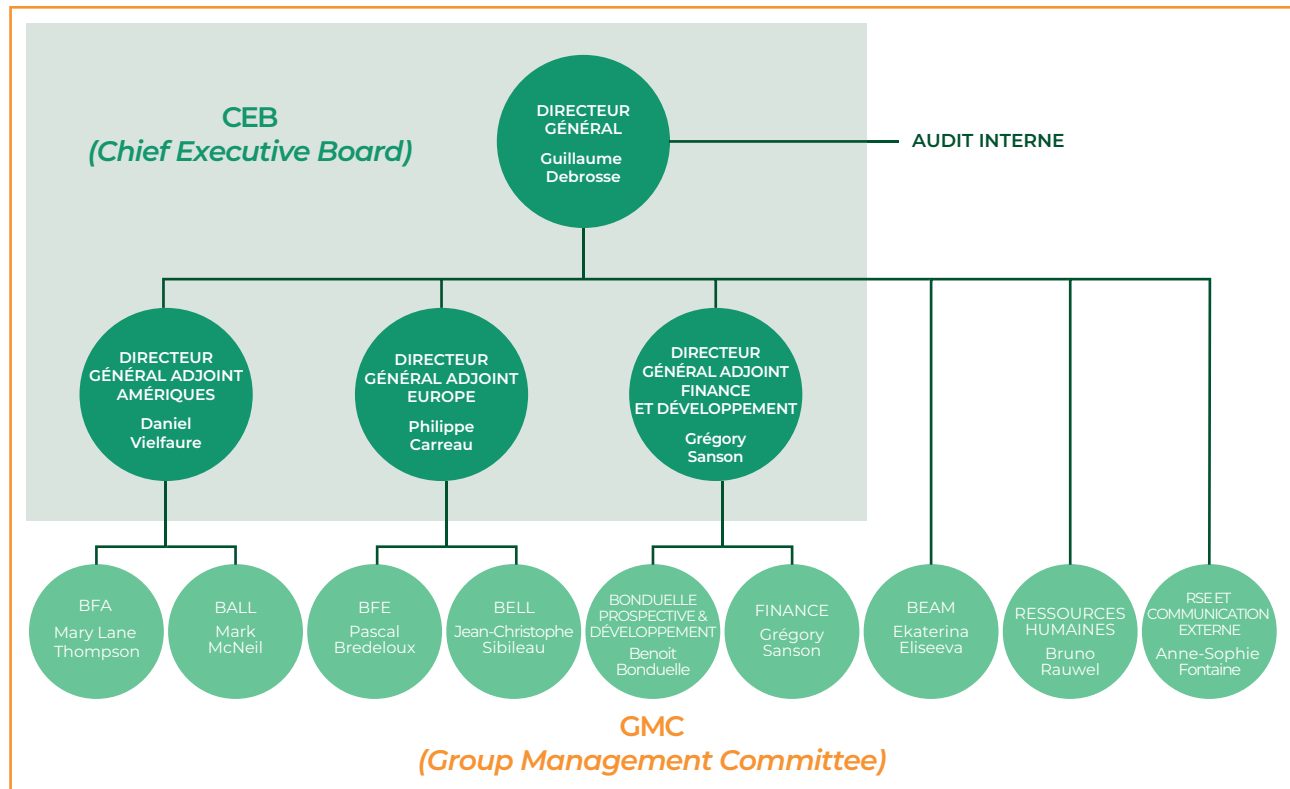 CEB
(Chief Executive Board)
DIRECTEUR
GÉNÉRAL
Guillaume
Debrosse
AUDIT INTERNE
DIRECTEUR
GÉNÉRAL ADJOINT
AMÉRIQUES
Daniel
Vielfaure
DIRECTEUR
GÉNÉRAL ADJOINT
EUROPE
Philippe
Carreau
DIRECTEUR
GÉNÉRAL ADJOINT
FINANCE
ET DÉVELOPPEMENT
Grégory
Sanson
BFA
Mary Lane
Thompson
BALL
Mark
McNeil
BFE
Pascal
Bredeloux
BELL
Jean-Christophe
Sibileau
BONDUELLE
PROSPECTIVE &
DÉVELOPPEMENT
Benoit
Bonduelle
FINANCE
Grégory
Sanson
BEAM
Ekaterina
Eliseeva
RESSOURCES
HUMAINES
Bruno
Rauwel
RSE ET
COMMUNICATION
EXTERNE
Anne-Sophie
Fontaine
GMC
(Group Management Committee)